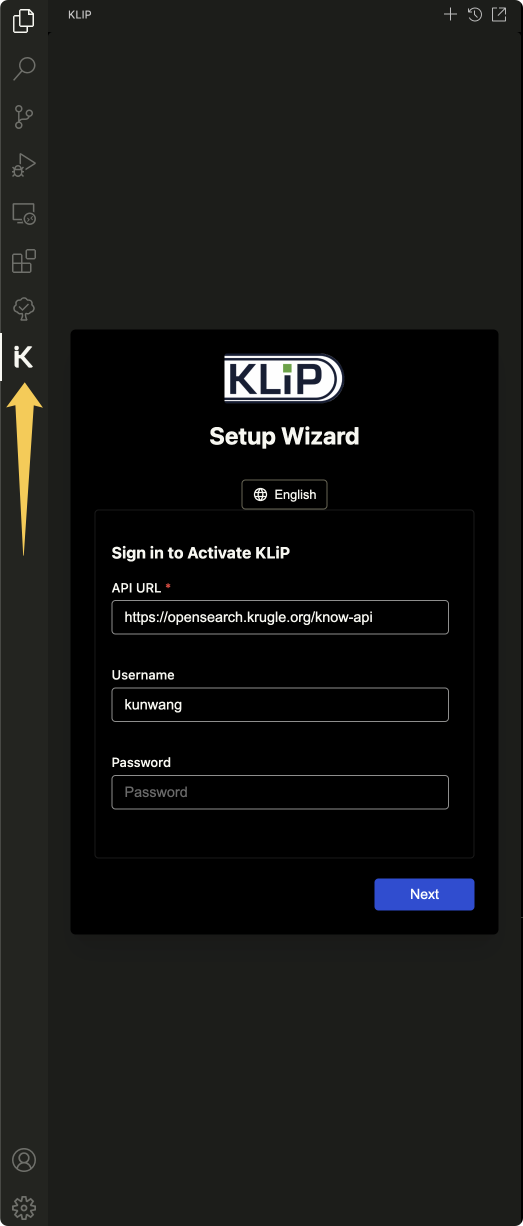 KLIP
KLiP
Setup Wizard
English
Sign in to Activate KLiP
API URL *
https://opensearch.krugle.org/know-api
Username
kunwang
Password
Password
Next